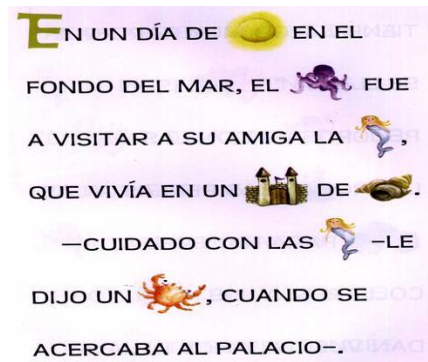 EN UN DÍA DE EN EL
FONDO DEL MAR, EL FUE
A VISITAR A SU AMIGA LA ,
QUE VIVÍA EN UN DE .
—CUIDADO CON LAS —LE
DIJO UN , CUANDO SE
ACERCABA AL PALACIO—.